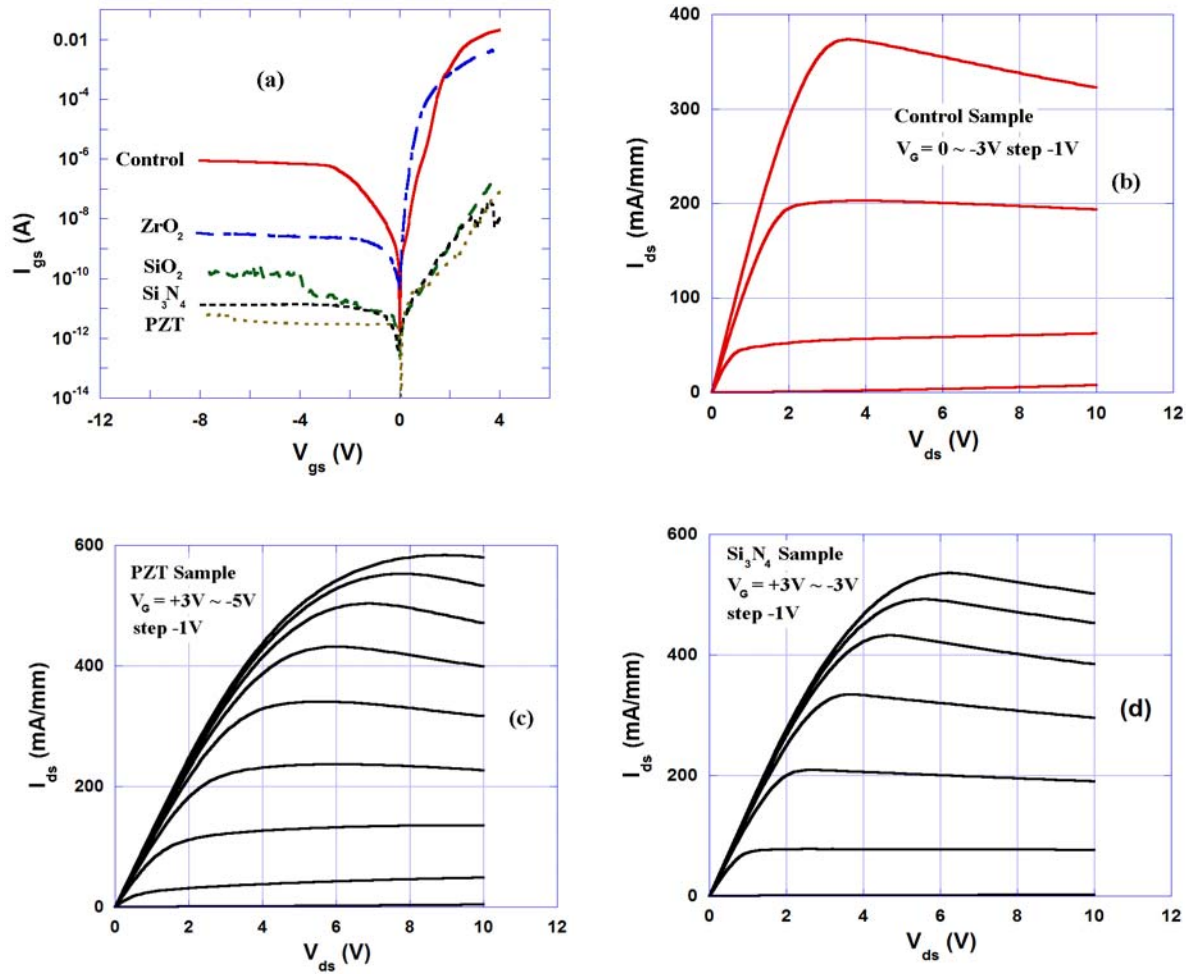 (a)
I_gs (A)
0.01
10^-4
10^-6
10^-8
10^-10
10^-12
10^-14
Control
ZrO₂
SiO₂
Si₃N₄
PZT
-12 -8 -4 0 4
V_gs (V)
(b)
I_ds (mA/mm)
400
300
200
100
0
Control Sample
V_G = 0 ~ -3V step -1V
0 2 4 6 8 10 12
V_ds (V)
(c)
I_ds (mA/mm)
600
400
200
0
PZT Sample
V_G = +3V ~ -5V
step -1V
0 2 4 6 8 10 12
V_ds (V)
(d)
I_ds (mA/mm)
600
400
200
0
Si₃N₄ Sample
V_G = +3V ~ -3V
step -1V
0 2 4 6 8 10 12
V_ds (V)